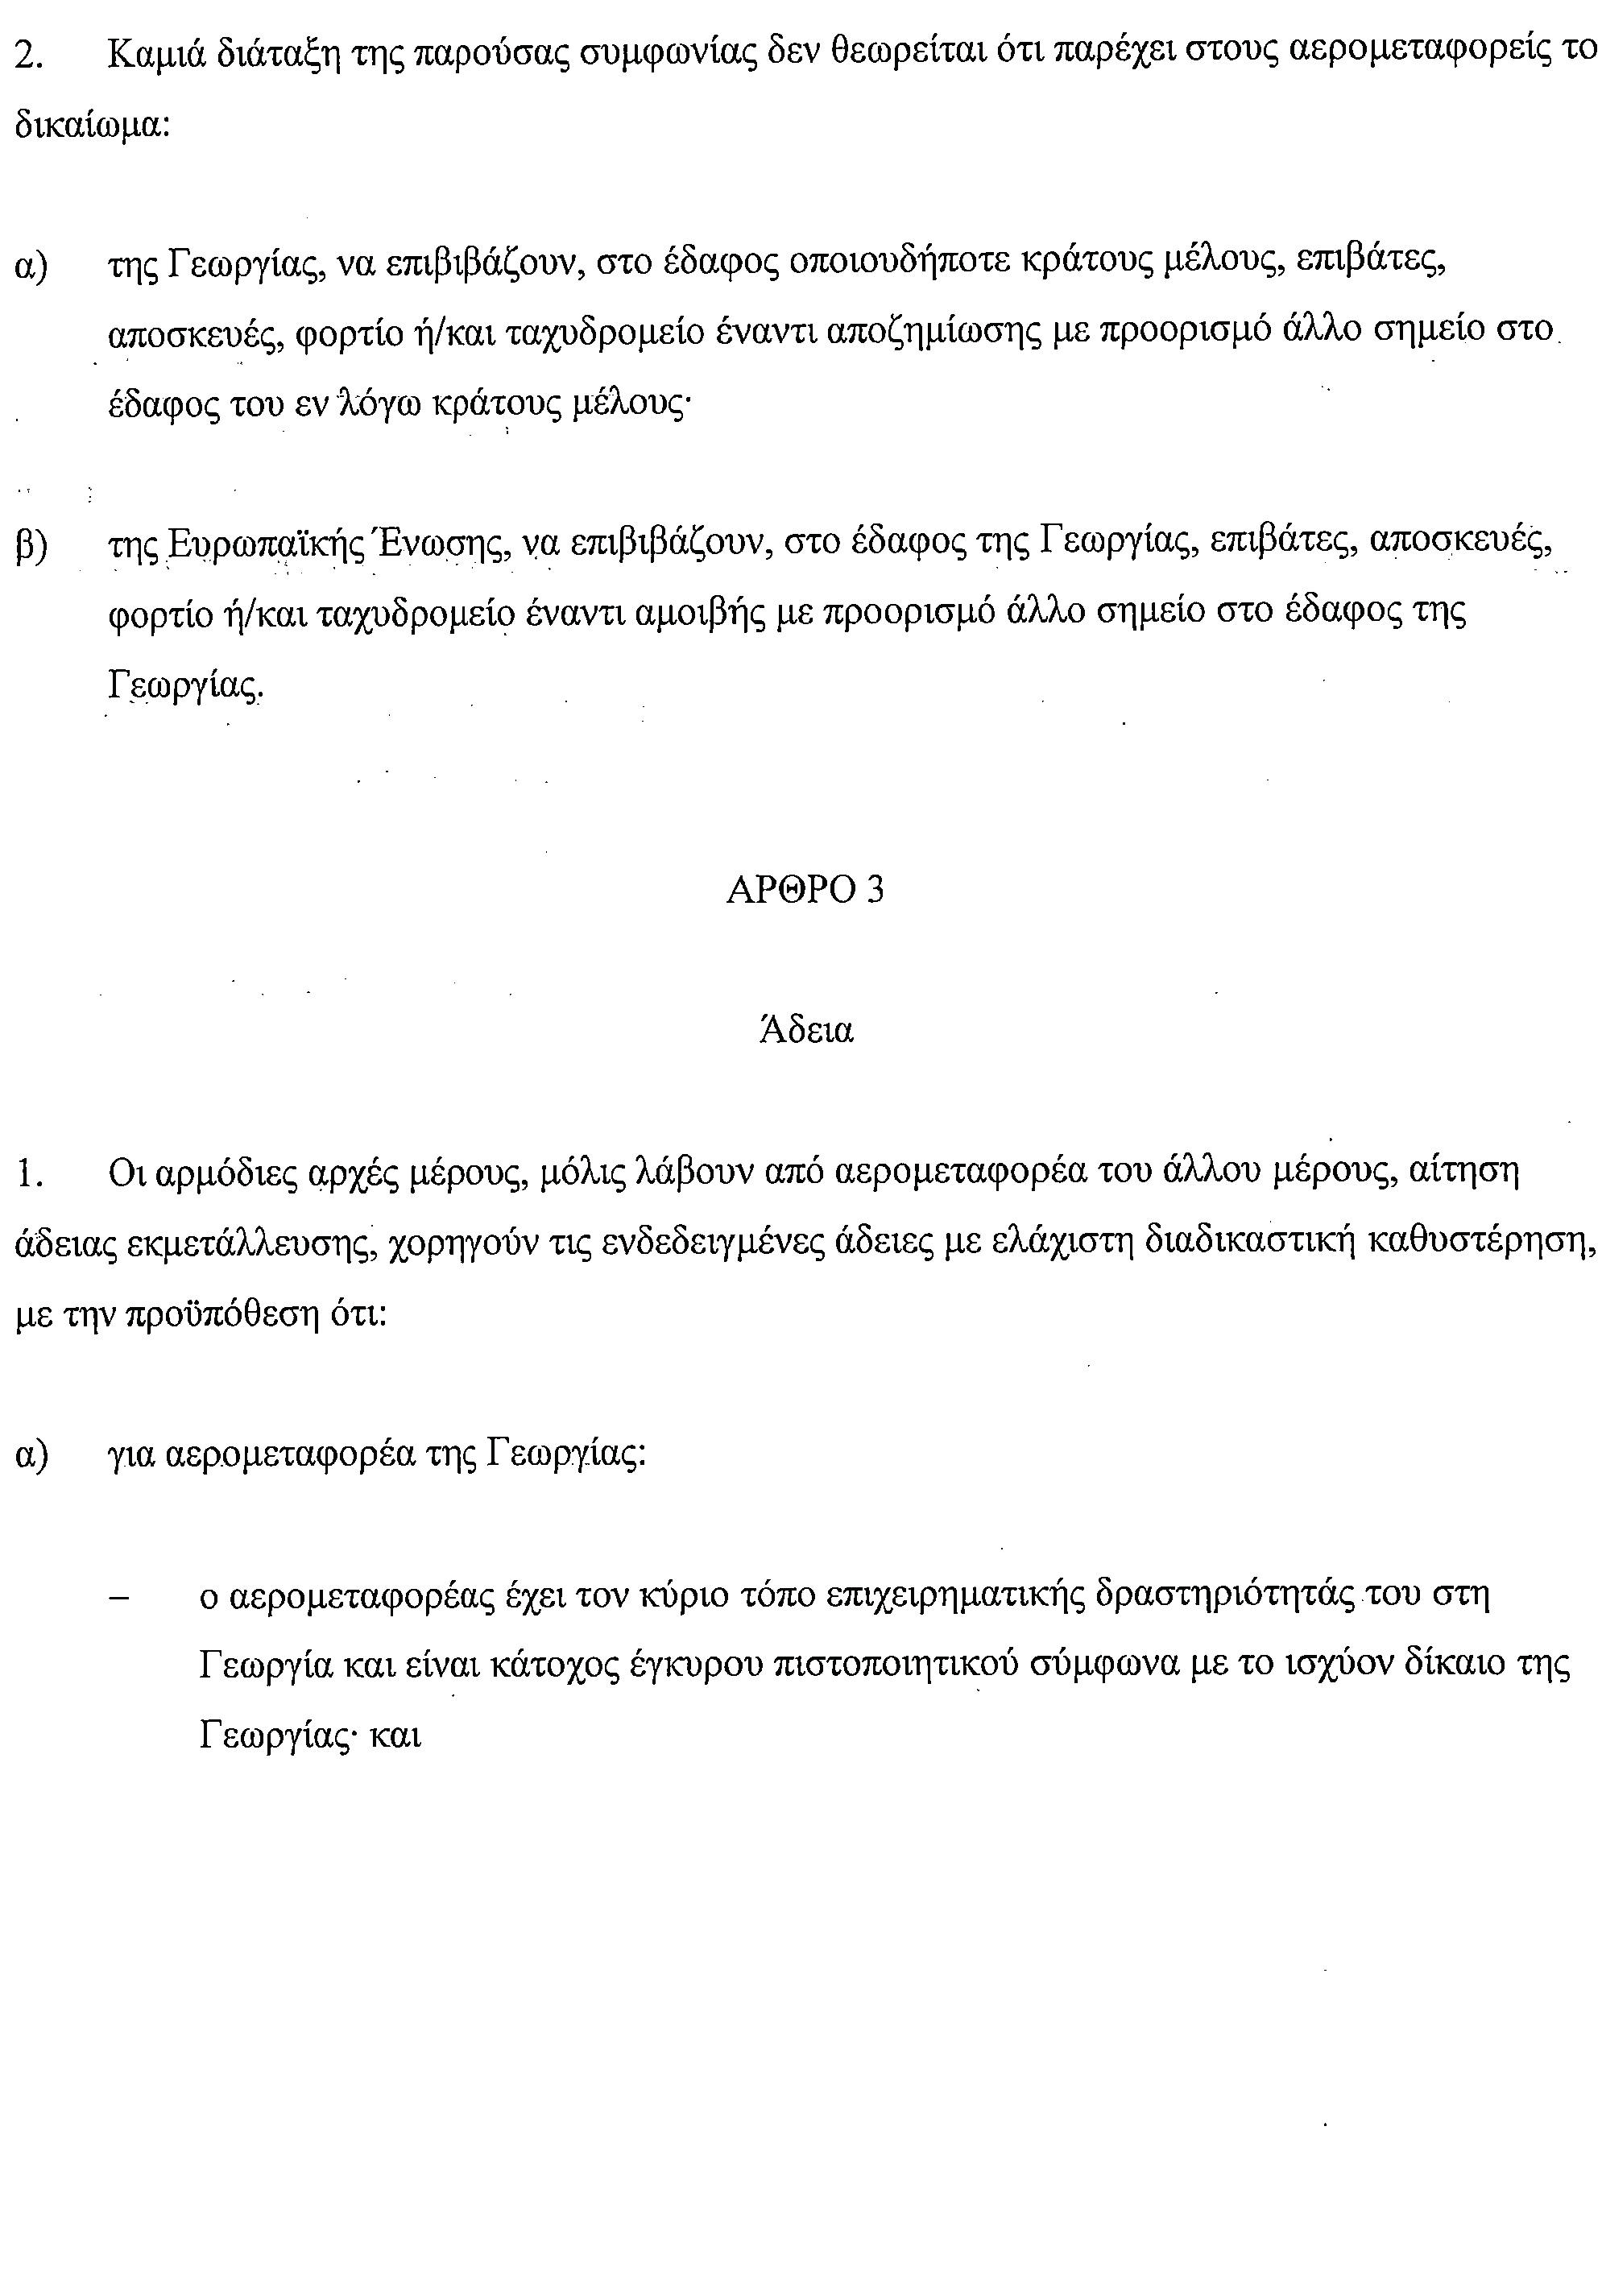 2. Καμιά διάταξη της παρούσας συμφωνίας δεν θεωρείται ότι παρέχει στους αερομεταφορείς το
δικαίωμα:
α) της Γεωργίας, να επιβιβάζουν, στο έδαφος οποιουδήποτε κράτους μέλους, επιβάτες,
αποσκευές, φορτίο ή/και ταχυδρομείο έναντι αποζημίωσης με προορισμό άλλο σημείο στο
έδαφος του εν λόγω κράτους μέλους·
β) της Ευρωπαϊκής Ένωσης, να επιβιβάζουν, στο έδαφος της Γεωργίας, επιβάτες, αποσκευές,
φορτίο ή/και ταχυδρομείο έναντι αμοιβής με προορισμό άλλο σημείο στο έδαφος της
Γεωργίας.
ΑΡΘΡΟ 3
Άδεια
1. Οι αρμόδιες αρχές μέρους, μόλις λάβουν από αερομεταφορέα του άλλου μέρους, αίτηση
άδειας εκμετάλλευσης, χορηγούν τις ενδεδειγμένες άδειες με ελάχιστη διαδικαστική καθυστέρηση,
με την προϋπόθεση ότι:
α) για αερομεταφορέα της Γεωργίας:
– ο αερομεταφορέας έχει τον κύριο τόπο επιχειρηματικής δραστηριότητάς του στη
Γεωργία και είναι κάτοχος έγκυρου πιστοποιητικού σύμφωνα με το ισχύον δίκαιο της
Γεωργίας· και